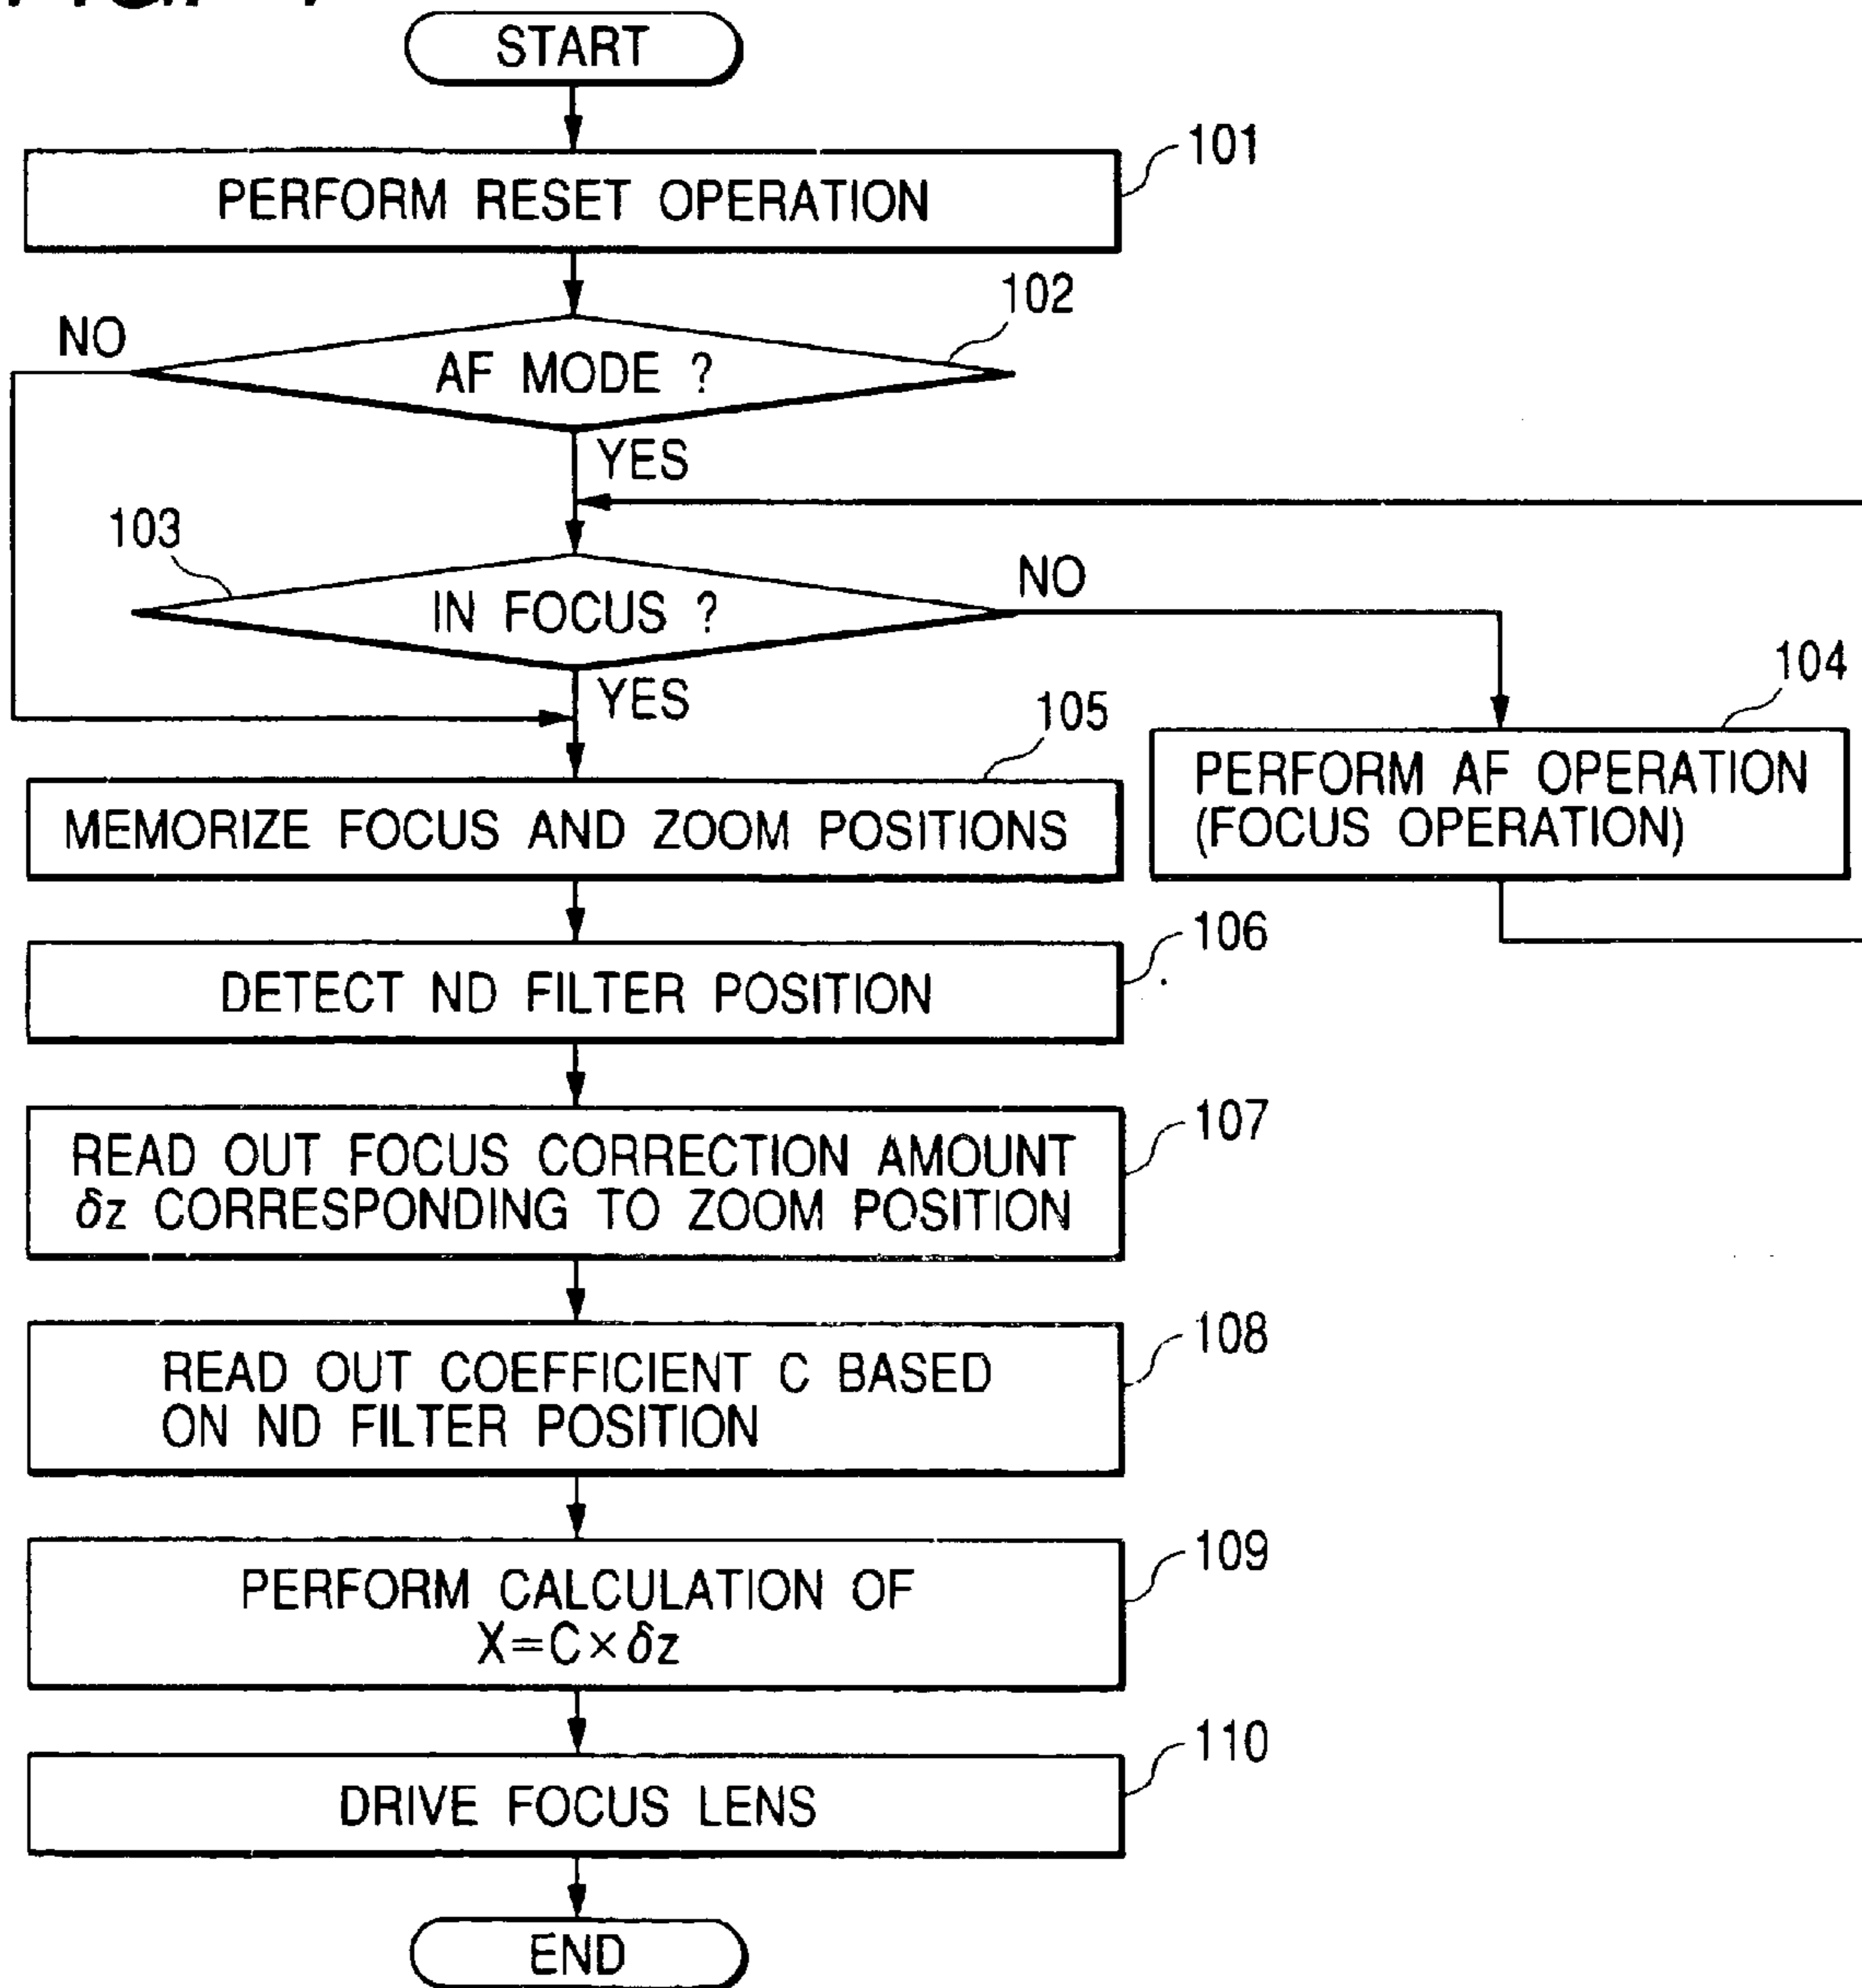 START
PERFORM RESET OPERATION
101
102
NO
AF MODE ?
YES
103
IN FOCUS ?
NO
YES
104
PERFORM AF OPERATION
(FOCUS OPERATION)
105
MEMORIZE FOCUS AND ZOOM POSITIONS
106
DETECT ND FILTER POSITION
107
READ OUT FOCUS CORRECTION AMOUNT
δz CORRESPONDING TO ZOOM POSITION
108
READ OUT COEFFICIENT C BASED
ON ND FILTER POSITION
109
PERFORM CALCULATION OF
X=C×δz
110
DRIVE FOCUS LENS
END